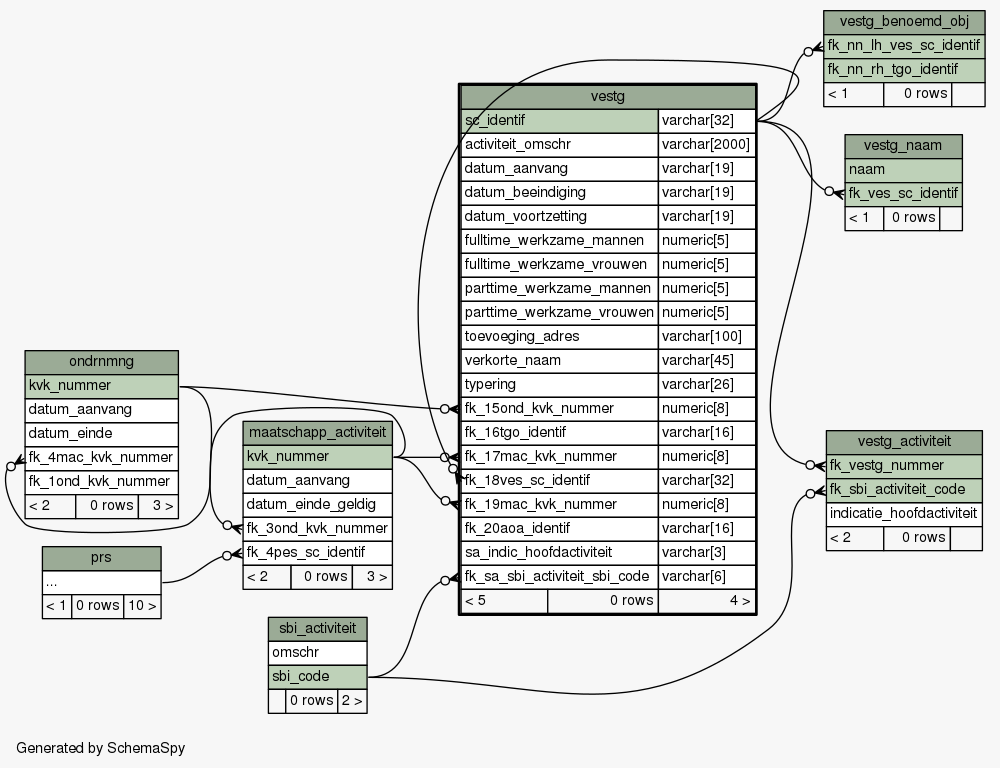 vestg_benoemd_obj
fk_nn_lh_ves_sc_identif
fk_nn_rh_tgo_identif
< 1 0 rows
vestg
sc_identif varchar[32]
activiteit_omschr varchar[2000]
datum_aanvang varchar[19]
datum_beeindiging varchar[19]
datum_voortzetting varchar[19]
fulltime_werkzame_mannen numeric[5]
fulltime_werkzame_vrouwen numeric[5]
parttime_werkzame_mannen numeric[5]
parttime_werkzame_vrouwen numeric[5]
toevoeging_adres varchar[100]
verkorte_naam varchar[45]
typering varchar[26]
fk_15ond_kvk_nummer numeric[8]
fk_16tgo_identif varchar[16]
fk_17mac_kvk_nummer numeric[8]
fk_18ves_sc_identif varchar[32]
fk_19mac_kvk_nummer numeric[8]
fk_20aoa_identif varchar[16]
sa_indic_hoofdactiviteit varchar[3]
fk_sa_sbi_activiteit_sbi_code varchar[6]
< 5 0 rows 4 >
vestg_naam
naam
fk_ves_sc_identif
< 1 0 rows
ondrnmng
kvk_nummer
datum_aanvang
datum_einde
fk_4mac_kvk_nummer
fk_1ond_kvk_nummer
< 2 0 rows 3 >
maatschapp_activiteit
kvk_nummer
datum_aanvang
datum_einde_geldig
fk_3ond_kvk_nummer
fk_4pes_sc_identif
< 2 0 rows 3 >
vestg_activiteit
fk_vestg_nummer
fk_sbi_activiteit_code
indicatie_hoofdactiviteit
< 2 0 rows
prs
...
< 1 0 rows 10 >
sbi_activiteit
omschr
sbi_code
0 rows 2 >
Generated by SchemaSpy